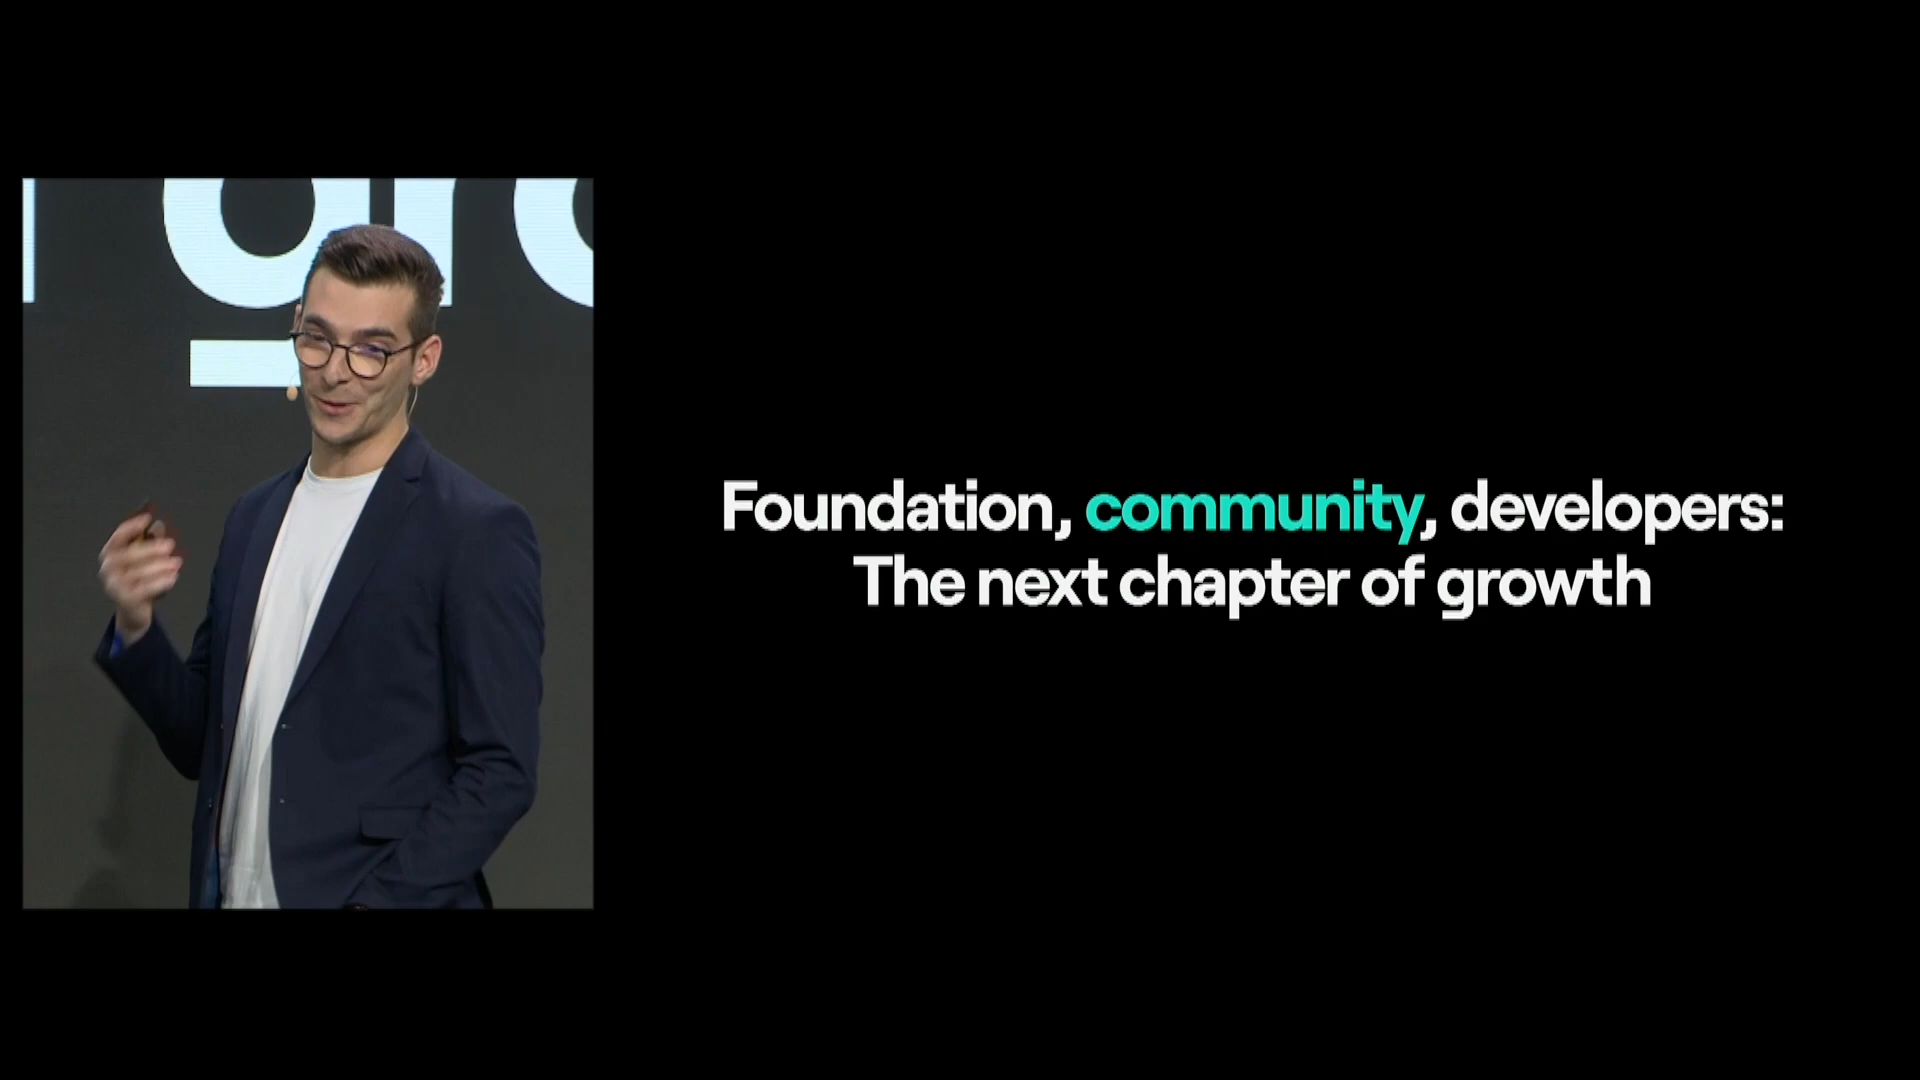 Foundation, community, developers:
The next chapter of growth